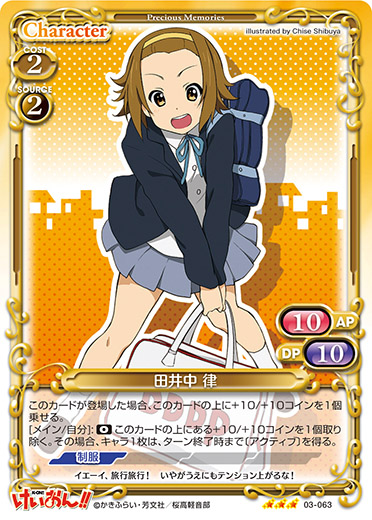 Precious Memories
Character
illustrated by Chise Shibuya
COST
2
SOURCE
2
10 AP
DP 10
田井中 律
このカードが登場した場合、このカードの上に+10/+10コインを1個
乗せる。
[メイン/自分]:このカードの上にある+10/+10コインを1個取り
除く。その場合、キャラ1枚は、ターン終了時まで[アクティブ]を得る。
制服
イエーイ、旅行旅行! いやがうえにもテンション上がるな!
けいおん!!
©かきふらい・芳文社/桜高軽音部
03-063